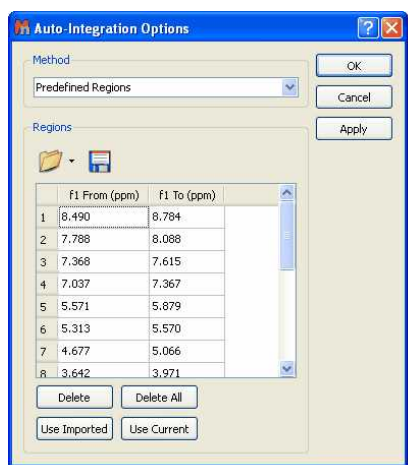 Auto-Integration Options
Method
Predefined Regions
OK
Cancel
Apply
Regions
f1 From (ppm) f1 To (ppm)
1 8.490 8.784
2 7.788 8.088
3 7.368 7.615
4 7.037 7.367
5 5.571 5.879
6 5.313 5.570
7 4.677 5.066
8 3.642 3.971
Delete Delete All
Use Imported Use Current